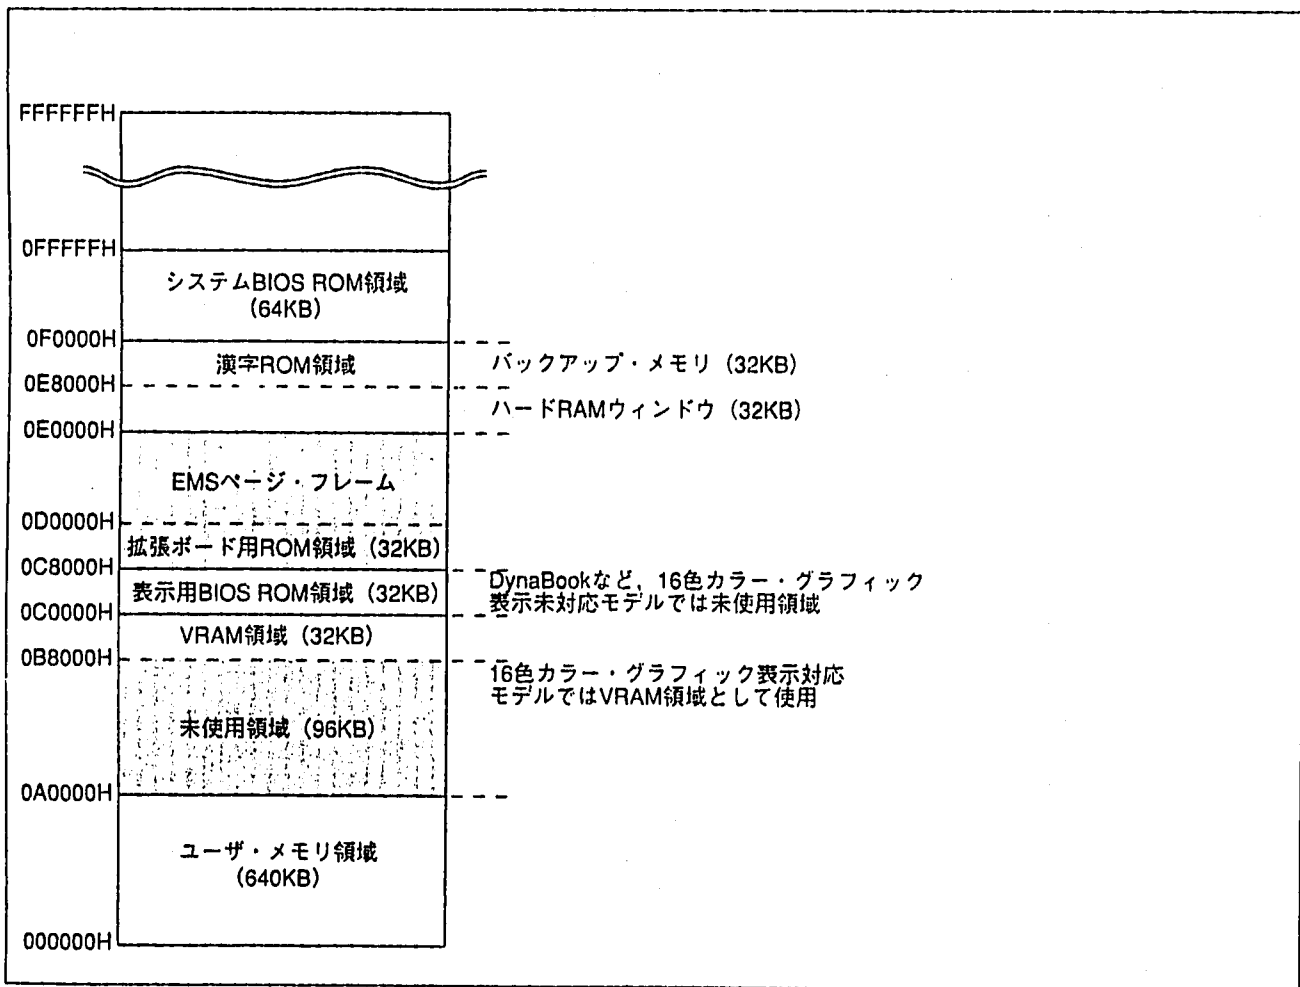 FFFFFFH
0FFFFFH
システムBIOS ROM領域
(64KB)
0F0000H
漢字ROM領域
バックアップ・メモリ (32KB)
0E8000H
ハードRAMウィンドウ (32KB)
0E0000H
EMSページ・フレーム
0D0000H
拡張ボード用ROM領域 (32KB)
0C8000H
表示用BIOS ROM領域 (32KB)
DynaBookなど，16色カラー・グラフィック
表示未対応モデルでは未使用領域
0C0000H
VRAM領域 (32KB)
0B8000H
16色カラー・グラフィック表示対応
モデルではVRAM領域として使用
未使用領域 (96KB)
0A0000H
ユーザ・メモリ領域
(640KB)
000000H